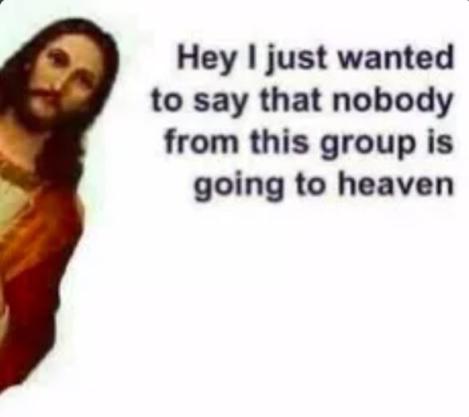 Hey I just wanted
to say that nobody
from this group is
going to heaven